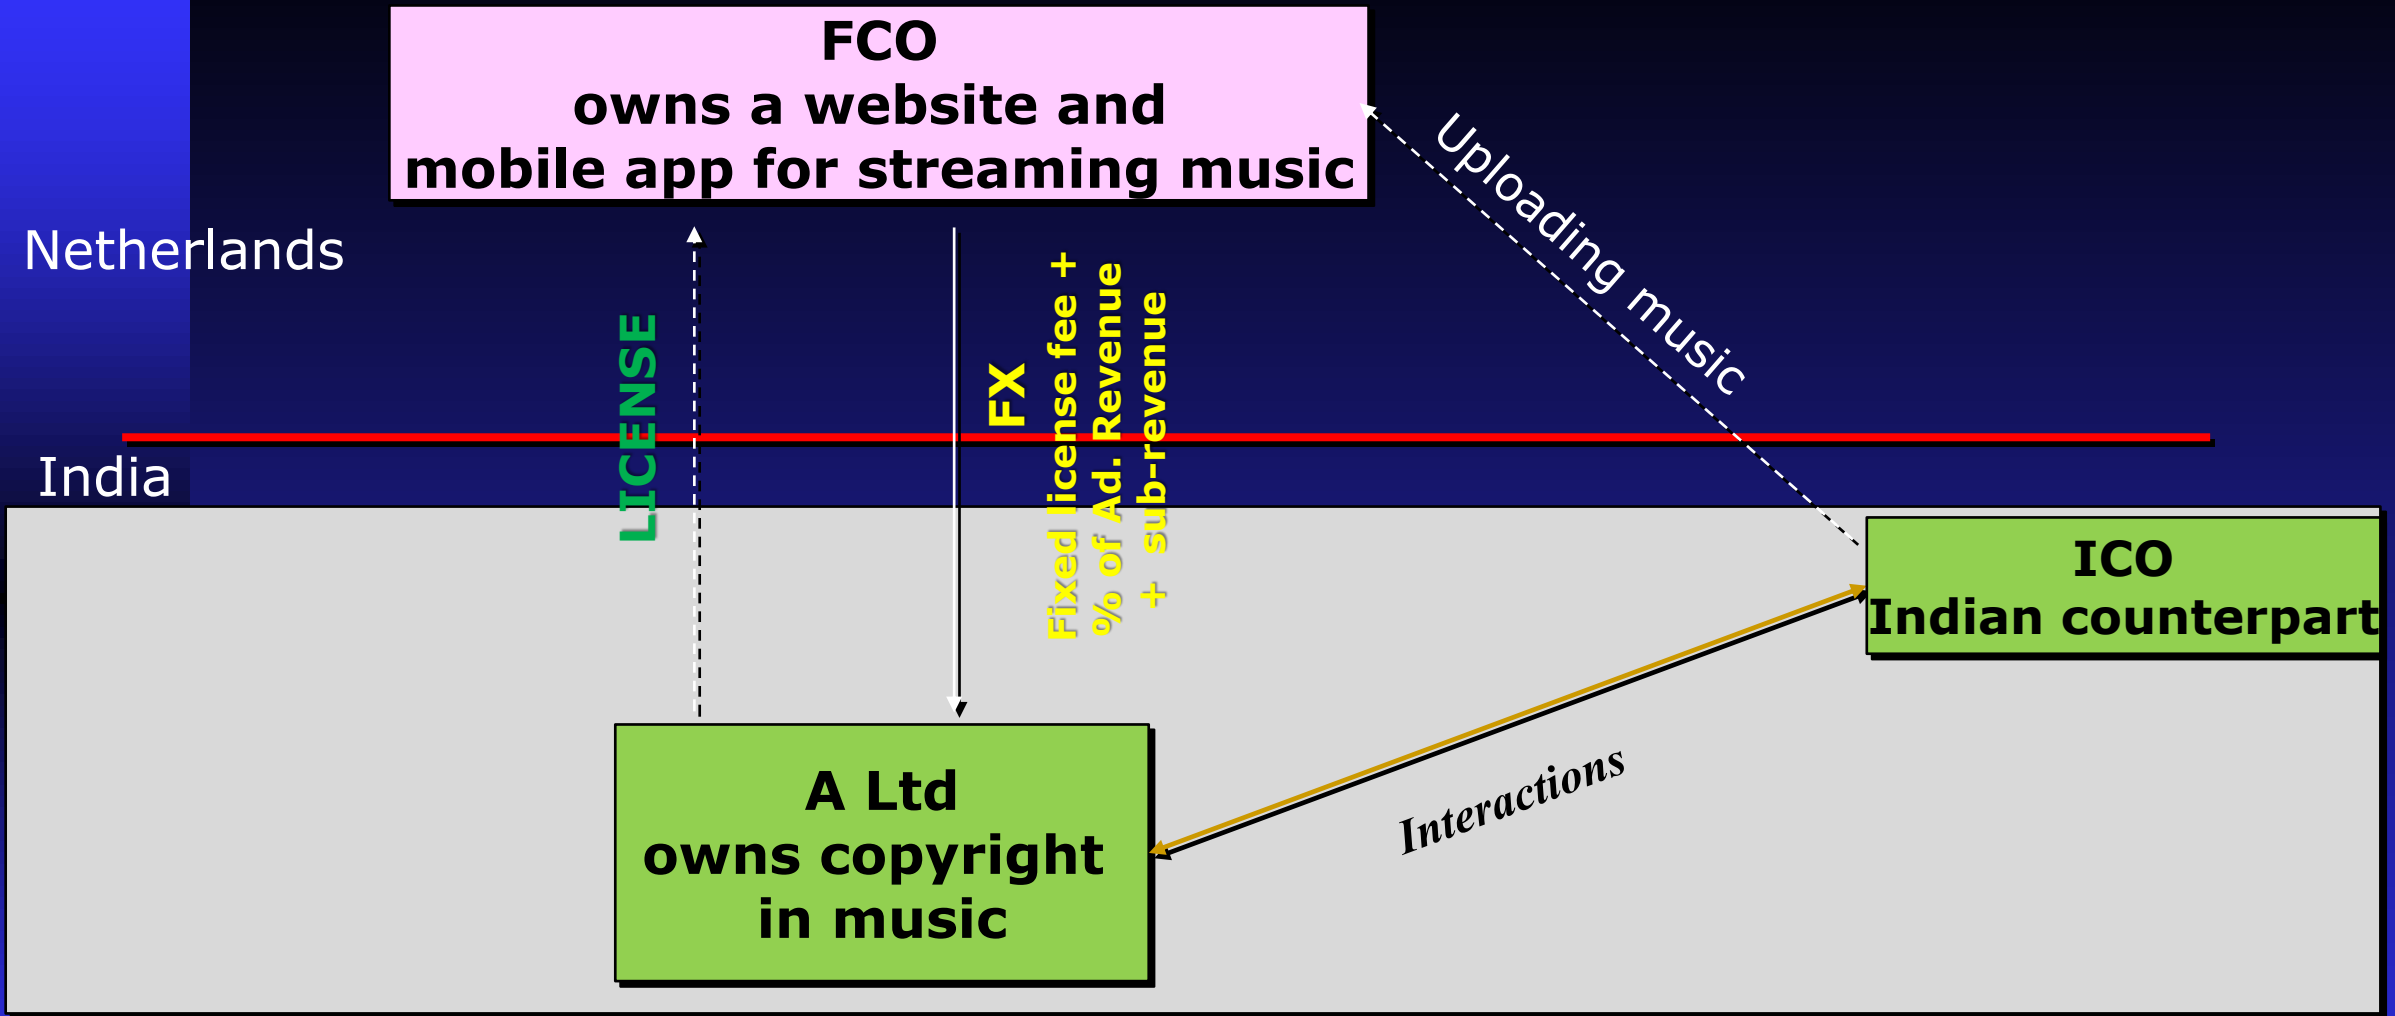 FCO
owns a website and
mobile app for streaming music
Uploading music
Netherlands
LICENSE
FX
Fixed license fee +
% of Ad. Revenue
+ sub-revenue
India
ICO
Indian counterpart
A Ltd
owns copyright
in music
Interactions